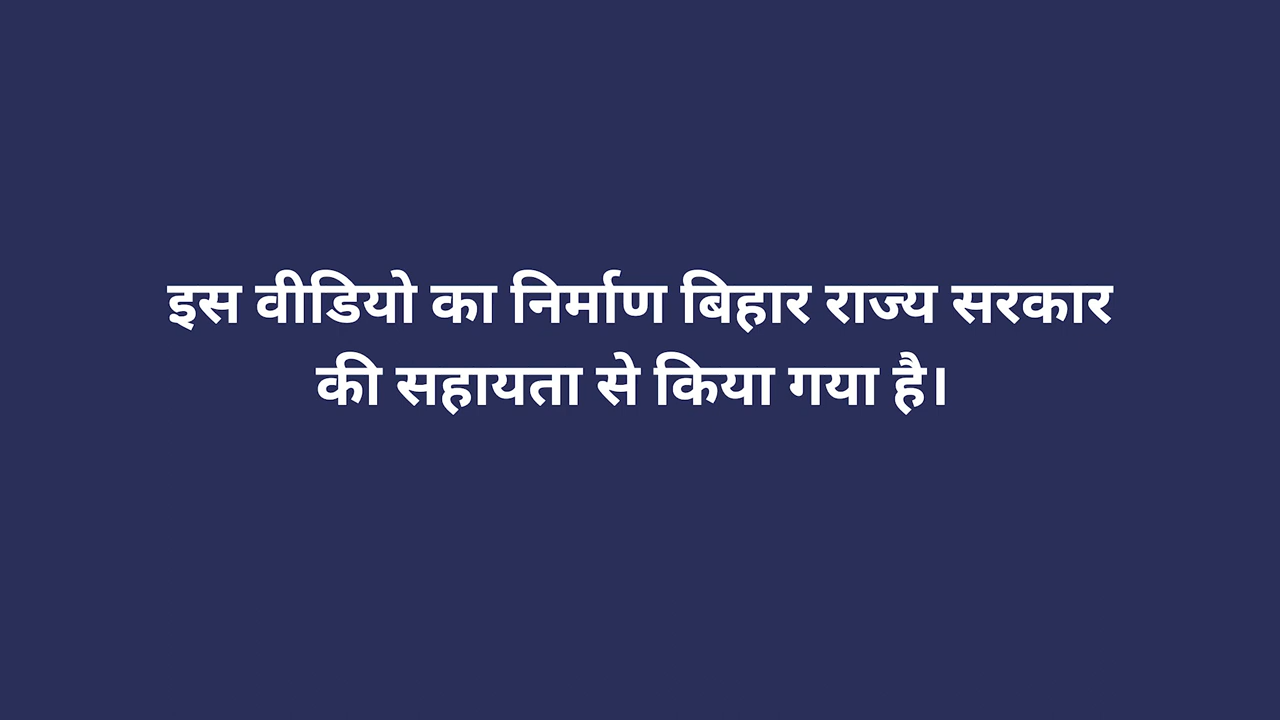 इस वीडियो का निर्माण बिहार राज्य सरकार
की सहायता से किया गया है।